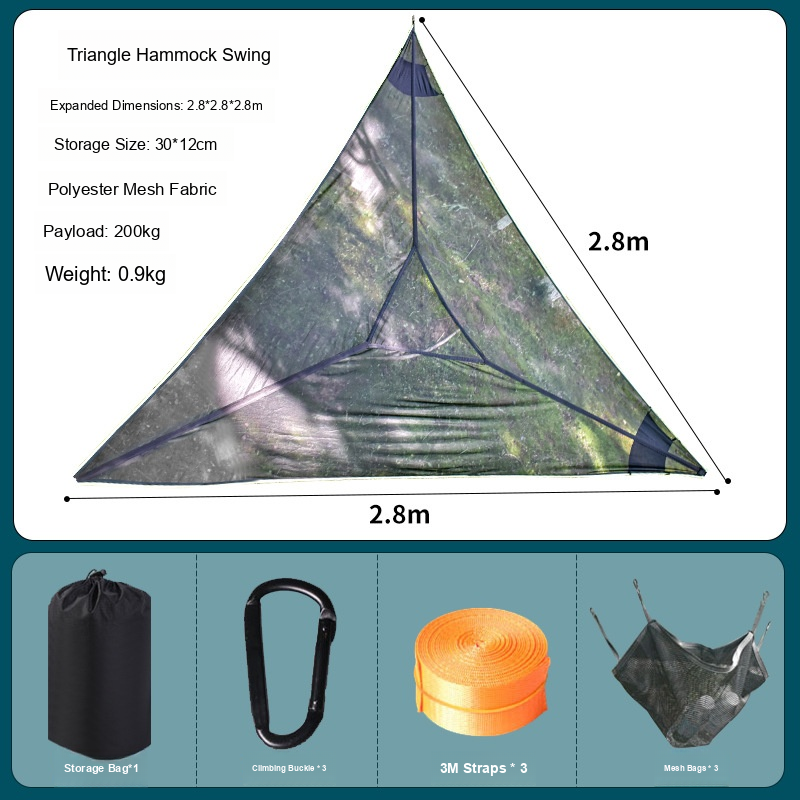 Triangle Hammock Swing
Expanded Dimensions: 2.8*2.8*2.8m
Storage Size: 30*12cm
Polyester Mesh Fabric
Payload: 200kg
Weight: 0.9kg
2.8m
2.8m
Storage Bag*1
Climbing Buckle * 3
3M Straps * 3
Mesh Bags * 3